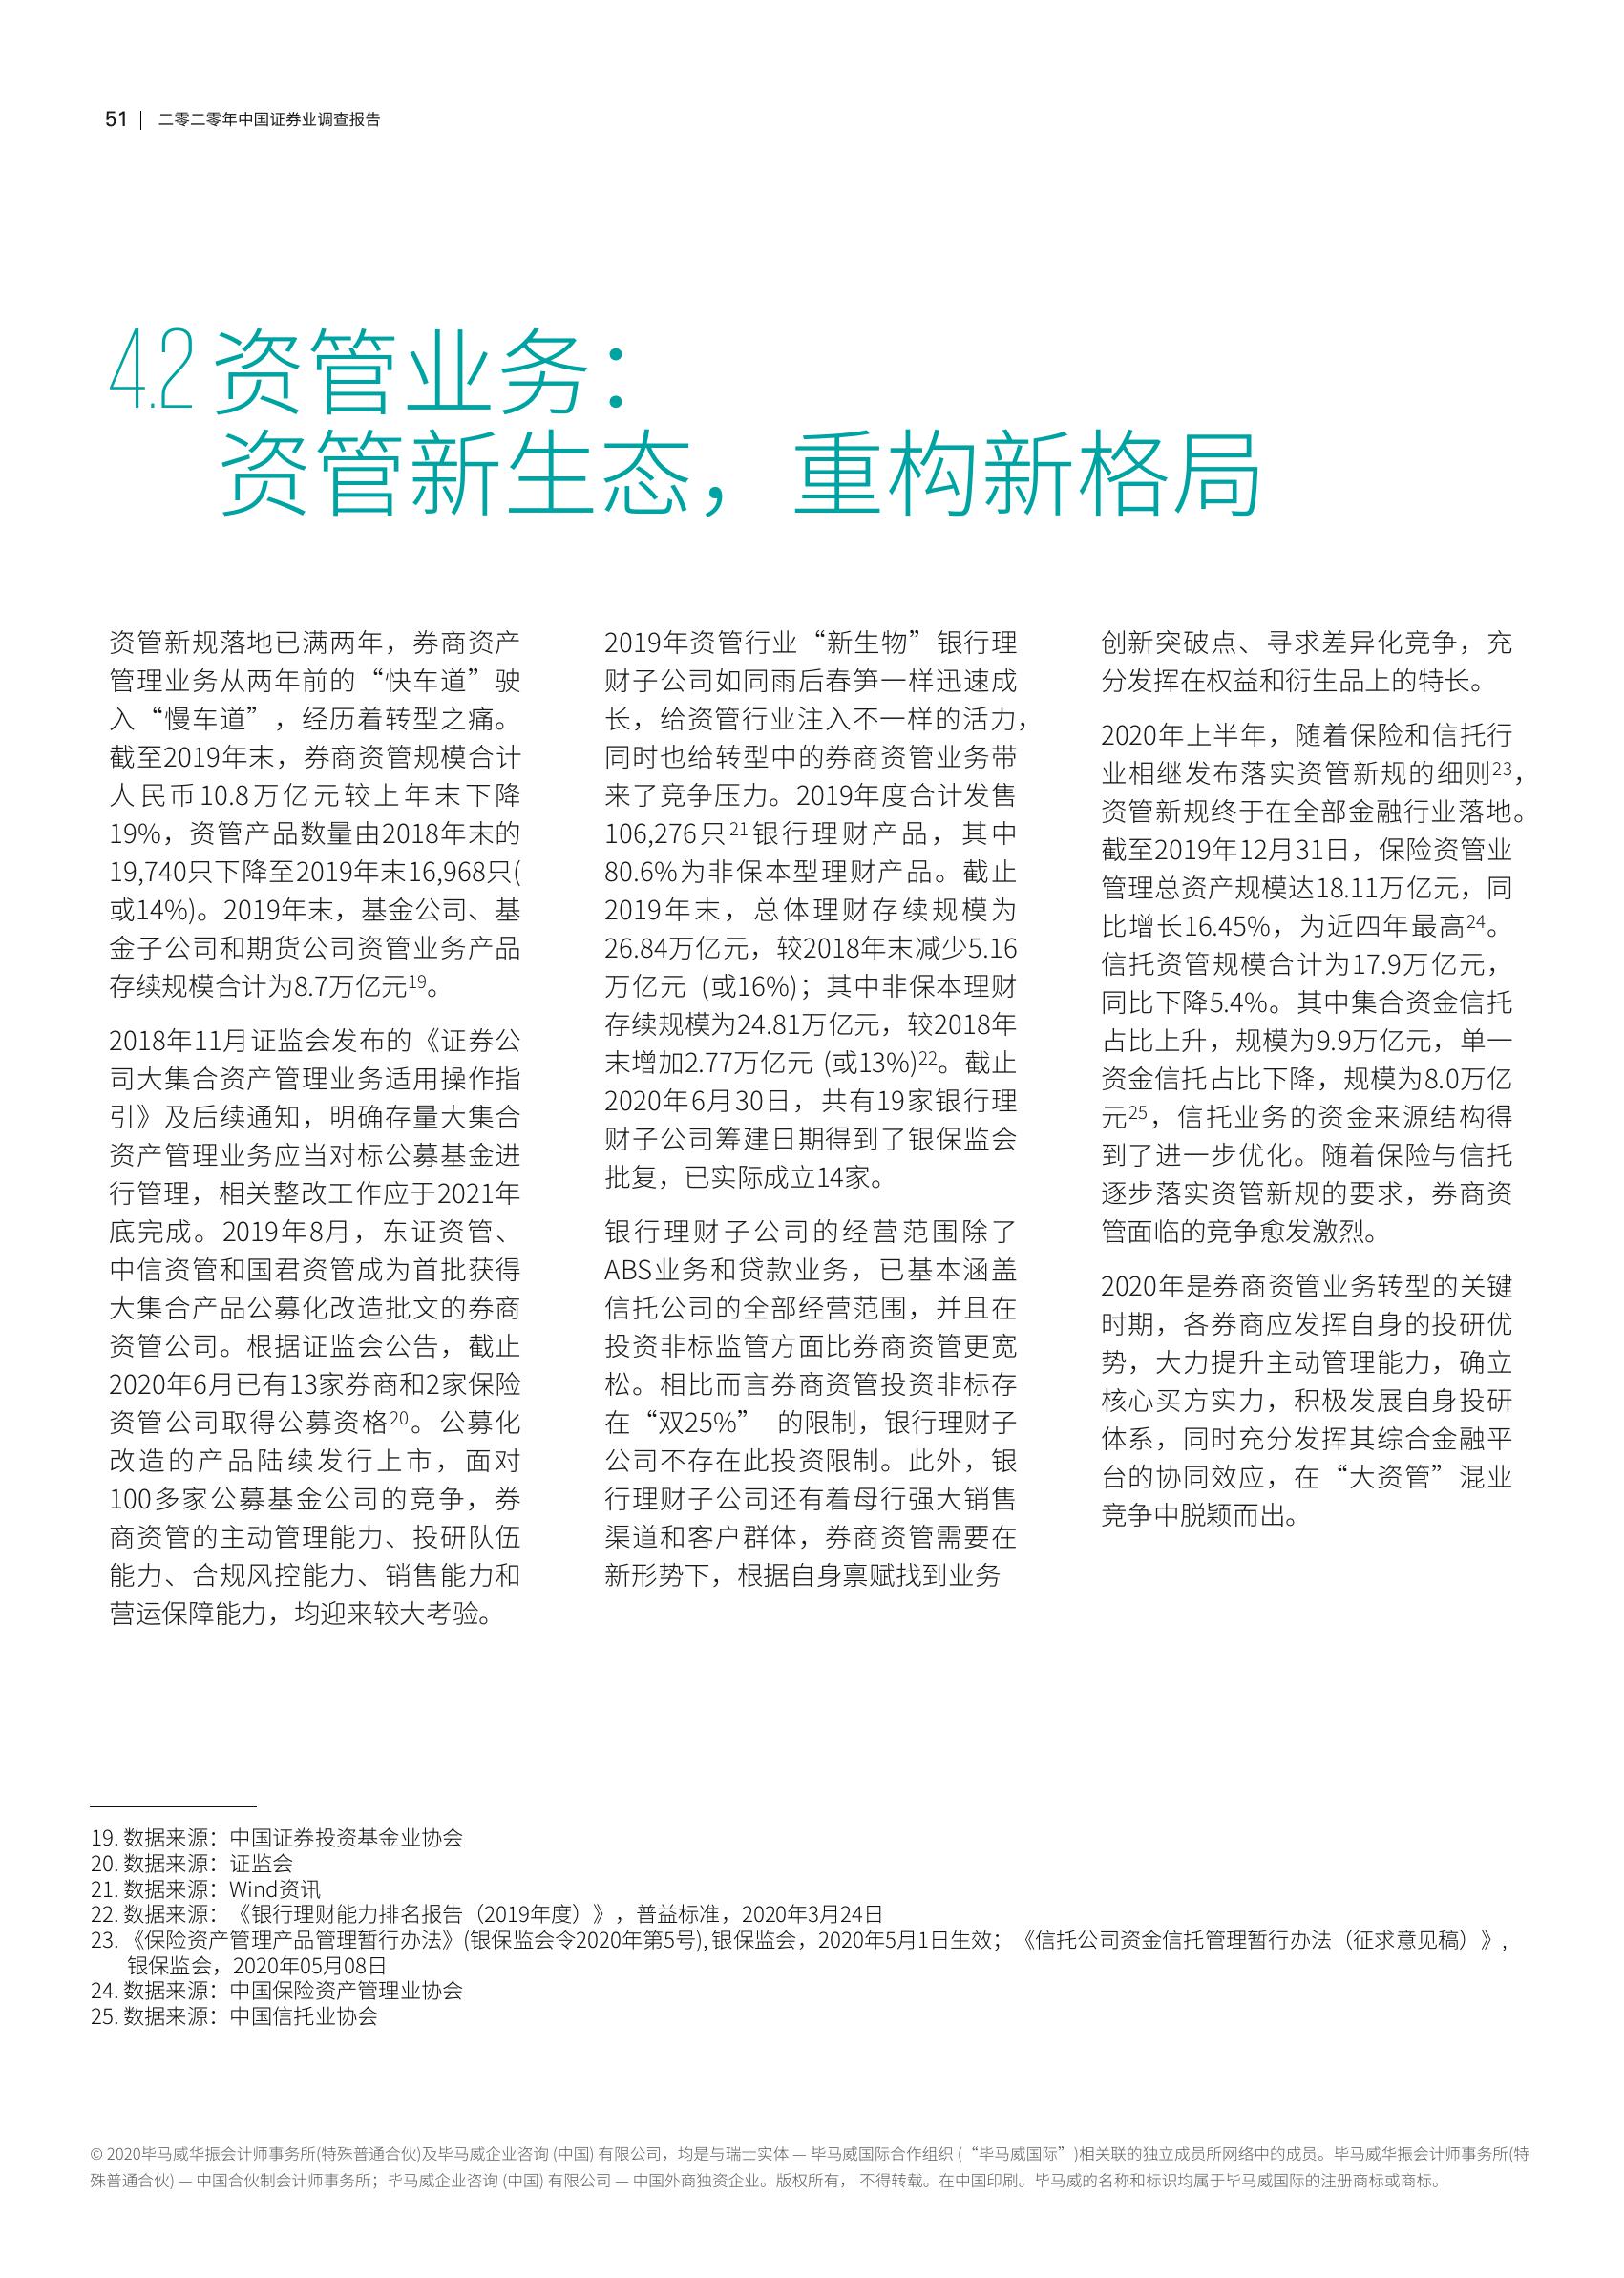 51 | 二零二零年中国证券业调查报告
4.2 资管业务：
资管新生态，重构新格局
资管新规落地已满两年，券商资产
管理业务从两年前的“快车道”驶
入“慢车道”，经历着转型之痛。
截至2019年末，券商资管规模合计
人民币10.8万亿元较上年末下降
19%，资管产品数量由2018年末的
19,740只下降至2019年末16,968只(
或14%)。2019年末，基金公司、基
金子公司和期货公司资管业务产品
存续规模合计为8.7万亿元19。
2018年11月证监会发布的《证券公
司大集合资产管理业务适用操作指
引》及后续通知，明确存量大集合
资产管理业务应当对标公募基金进
行管理，相关整改工作应于2021年
底完成。2019年8月，东证资管、
中信资管和国君资管成为首批获得
大集合产品公募化改造批文的券商
资管公司。根据证监会公告，截止
2020年6月已有13家券商和2家保险
资管公司取得公募资格20。公募化
改造的产品陆续发行上市，面对
100多家公募基金公司的竞争，券
商资管的主动管理能力、投研队伍
能力、合规风控能力、销售能力和
营运保障能力，均迎来较大考验。
2019年资管行业“新生物”银行理
财子公司如同雨后春笋一样迅速成
长，给资管行业注入不一样的活力，
同时也给转型中的券商资管业务带
来了竞争压力。2019年度合计发售
106,276只21银行理财产品，其中
80.6%为非保本型理财产品。截止
2019年末，总体理财存续规模为
26.84万亿元，较2018年末减少5.16
万亿元 (或16%)；其中非保本理财
存续规模为24.81万亿元，较2018年
末增加2.77万亿元 (或13%)22。截止
2020年6月30日，共有19家银行理
财子公司筹建日期得到了银保监会
批复，已实际成立14家。
银行理财子公司的经营范围除了
ABS业务和贷款业务，已基本涵盖
信托公司的全部经营范围，并且在
投资非标监管方面比券商资管更宽
松。相比而言券商资管投资非标存
在“双25%” 的限制，银行理财子
公司不存在此投资限制。此外，银
行理财子公司还有着母行强大销售
渠道和客户群体，券商资管需要在
新形势下，根据自身禀赋找到业务
创新突破点、寻求差异化竞争，充
分发挥在权益和衍生品上的特长。
2020年上半年，随着保险和信托行
业相继发布落实资管新规的细则23，
资管新规终于在全部金融行业落地。
截至2019年12月31日，保险资管业
管理总资产规模达18.11万亿元，同
比增长16.45%，为近四年最高24。
信托资管规模合计为17.9万亿元，
同比下降5.4%。其中集合资金信托
占比上升，规模为9.9万亿元，单一
资金信托占比下降，规模为8.0万亿
元25，信托业务的资金来源结构得
到了进一步优化。随着保险与信托
逐步落实资管新规的要求，券商资
管面临的竞争愈发激烈。
2020年是券商资管业务转型的关键
时期，各券商应发挥自身的投研优
势，大力提升主动管理能力，确立
核心买方实力，积极发展自身投研
体系，同时充分发挥其综合金融平
台的协同效应，在“大资管”混业
竞争中脱颖而出。
19. 数据来源：中国证券投资基金业协会
20. 数据来源：证监会
21. 数据来源：Wind资讯
22. 数据来源：《银行理财能力排名报告（2019年度）》，普益标准，2020年3月24日
23. 《保险资产管理产品管理暂行办法》(银保监会令2020年第5号),银保监会，2020年5月1日生效；《信托公司资金信托管理暂行办法（征求意见稿）》，
银保监会，2020年05月08日
24. 数据来源：中国保险资产管理业协会
25. 数据来源：中国信托业协会
© 2020毕马威华振会计师事务所(特殊普通合伙)及毕马威企业咨询 (中国) 有限公司，均是与瑞士实体 — 毕马威国际合作组织 (“毕马威国际”)相关联的独立成员所网络中的成员。毕马威华振会计师事务所(特
殊普通合伙) — 中国合伙制会计师事务所；毕马威企业咨询 (中国) 有限公司 — 中国外商独资企业。版权所有， 不得转载。在中国印刷。毕马威的名称和标识均属于毕马威国际的注册商标或商标。